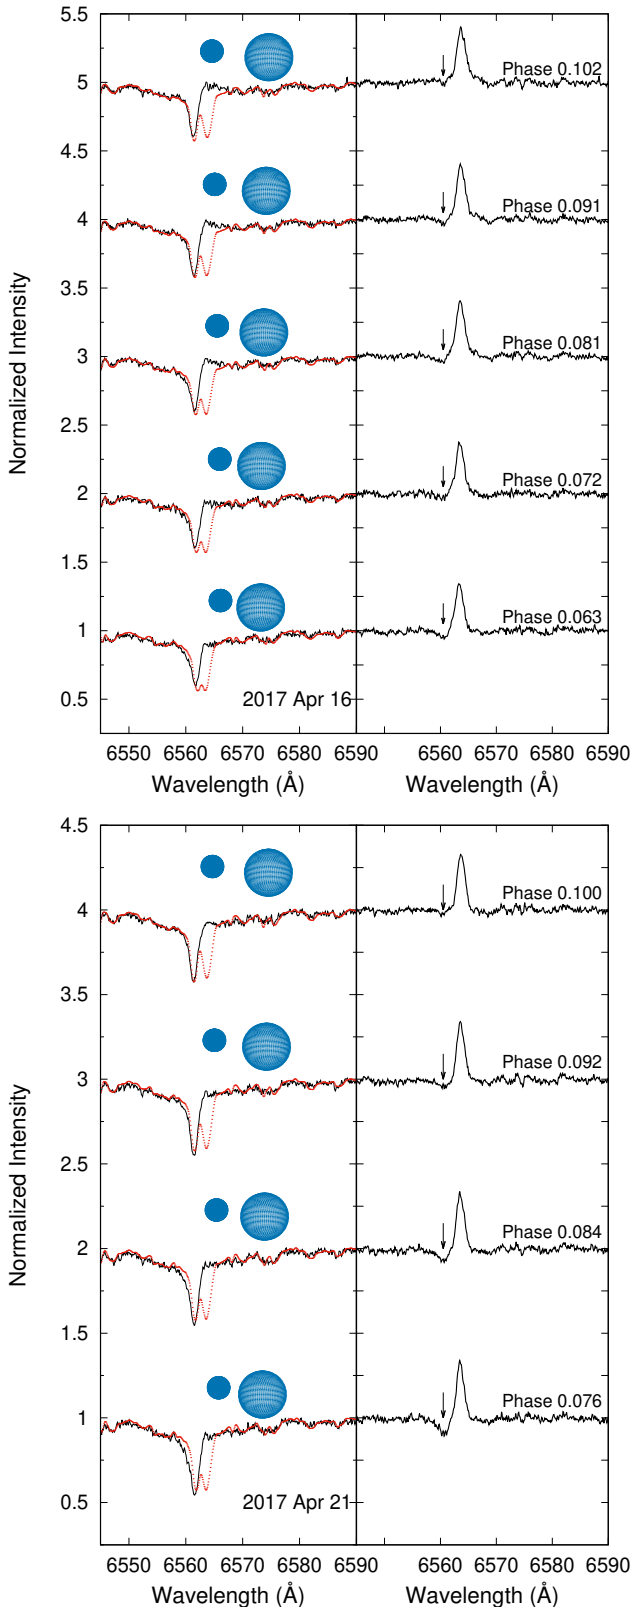 5.5
5
4.5
4
3.5
3
2.5
2
1.5
1
0.5
Normalized Intensity
Phase 0.102
Phase 0.091
Phase 0.081
Phase 0.072
Phase 0.063
2017 Apr 16
6550 6560 6570 6580 6590 6560 6570 6580 6590
Wavelength (Å) Wavelength (Å)
4.5
4
3.5
3
2.5
2
1.5
1
0.5
Normalized Intensity
Phase 0.100
Phase 0.092
Phase 0.084
Phase 0.076
2017 Apr 21
6550 6560 6570 6580 6590 6560 6570 6580 6590
Wavelength (Å) Wavelength (Å)